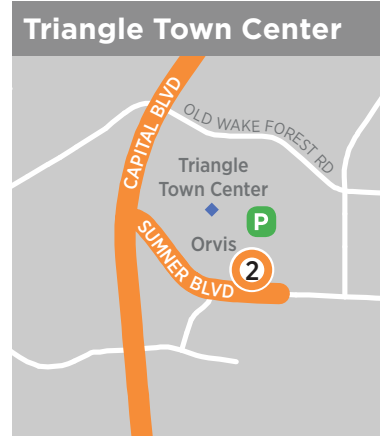 Triangle Town Center
CAPITAL BLVD
OLD WAKE FOREST RD
Triangle
Town Center
P
Orvis
SUMNER BLVD
2